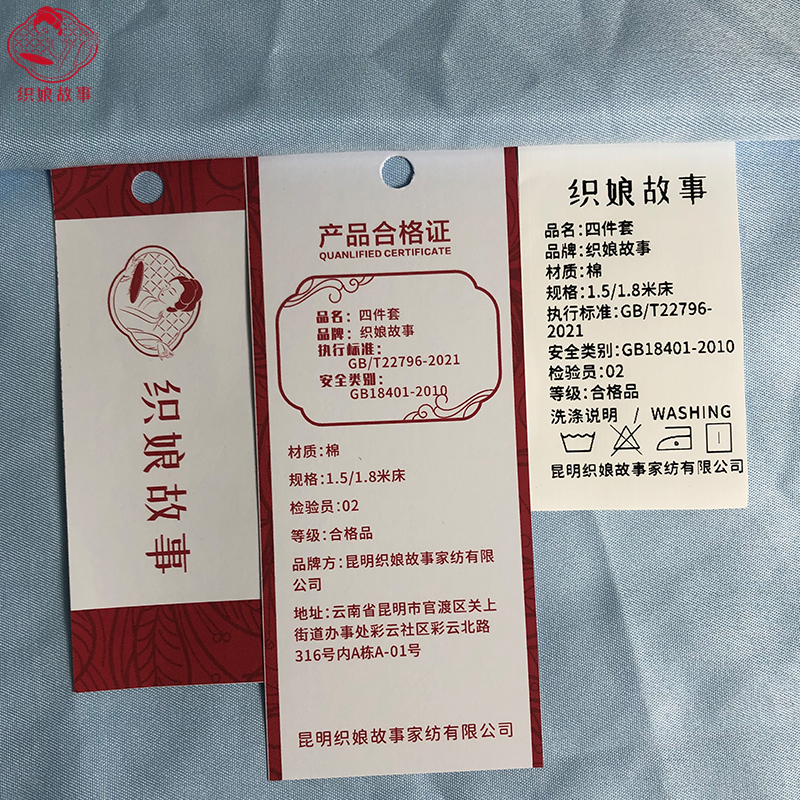 织娘故事
织娘故事
产品合格证
QUANLIFIED CERTIFICATE
品名：四件套
品牌：织娘故事
执行标准：
GB/T22796-2021
安全类别：
GB18401-2010
材质：棉
规格：1.5/1.8米床
检验员：02
等级：合格品
品牌方：昆明织娘故事家纺有限
公司
地址：云南省昆明市官渡区关上
街道办事处彩云社区彩云北路
316号内A栋A-01号
昆明织娘故事家纺有限公司
织娘故事
品名：四件套
品牌：织娘故事
材质：棉
规格：1.5/1.8米床
执行标准：GB/T22796-
2021
安全类别：GB18401-2010
检验员：02
等级：合格品
洗涤说明 / WASHING
昆明织娘故事家纺有限公司